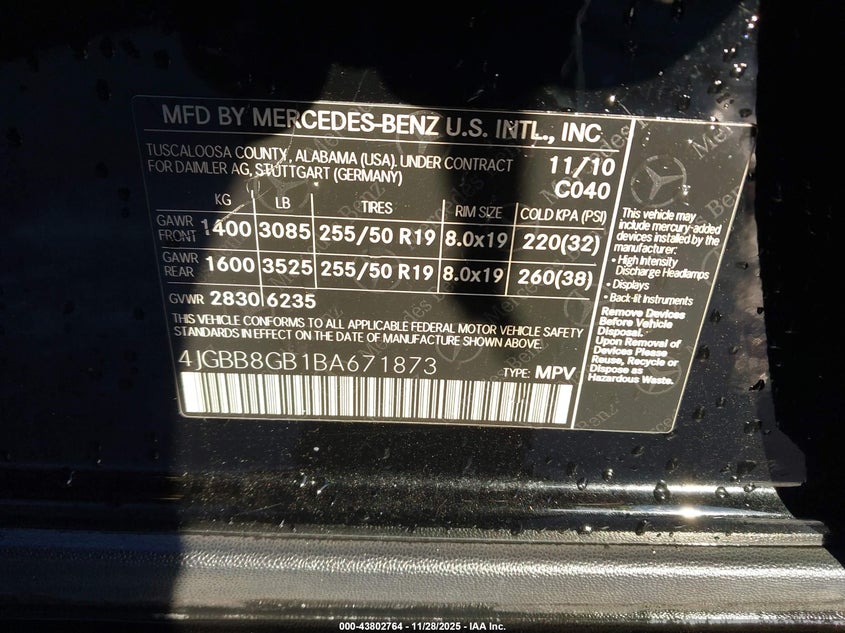 MFD BY MERCEDES-BENZ U.S. INTL., INC.
TUSCALOOSA COUNTY, ALABAMA (USA). UNDER CONTRACT 11/10
FOR DAIMLER AG, STUTTGART (GERMANY) C040
KG LB TIRES RIM SIZE COLD KPA (PSI)
GAWR FRONT 1400 3085 255/50 R19 8.0x19 220(32)
GAWR REAR 1600 3525 255/50 R19 8.0x19 260(38)
GVWR 2830 6235
THIS VEHICLE CONFORMS TO ALL APPLICABLE FEDERAL MOTOR VEHICLE SAFETY
STANDARDS IN EFFECT ON THE DATE OF MANUFACTURE SHOWN ABOVE.
4JGBB8GB1BA671873 TYPE: MPV
This vehicle may
include mercury-added
devices installed by the
manufacturer:
• High Intensity
Discharge Headlamps
• Displays
• Back-lit Instruments
Remove Devices
Before Vehicle
Disposal.
Upon Removal of
Devices Please
Reuse, Recycle or
Dispose as
Hazardous Waste.
000-43802764 - 11/28/2025 - IAA Inc.